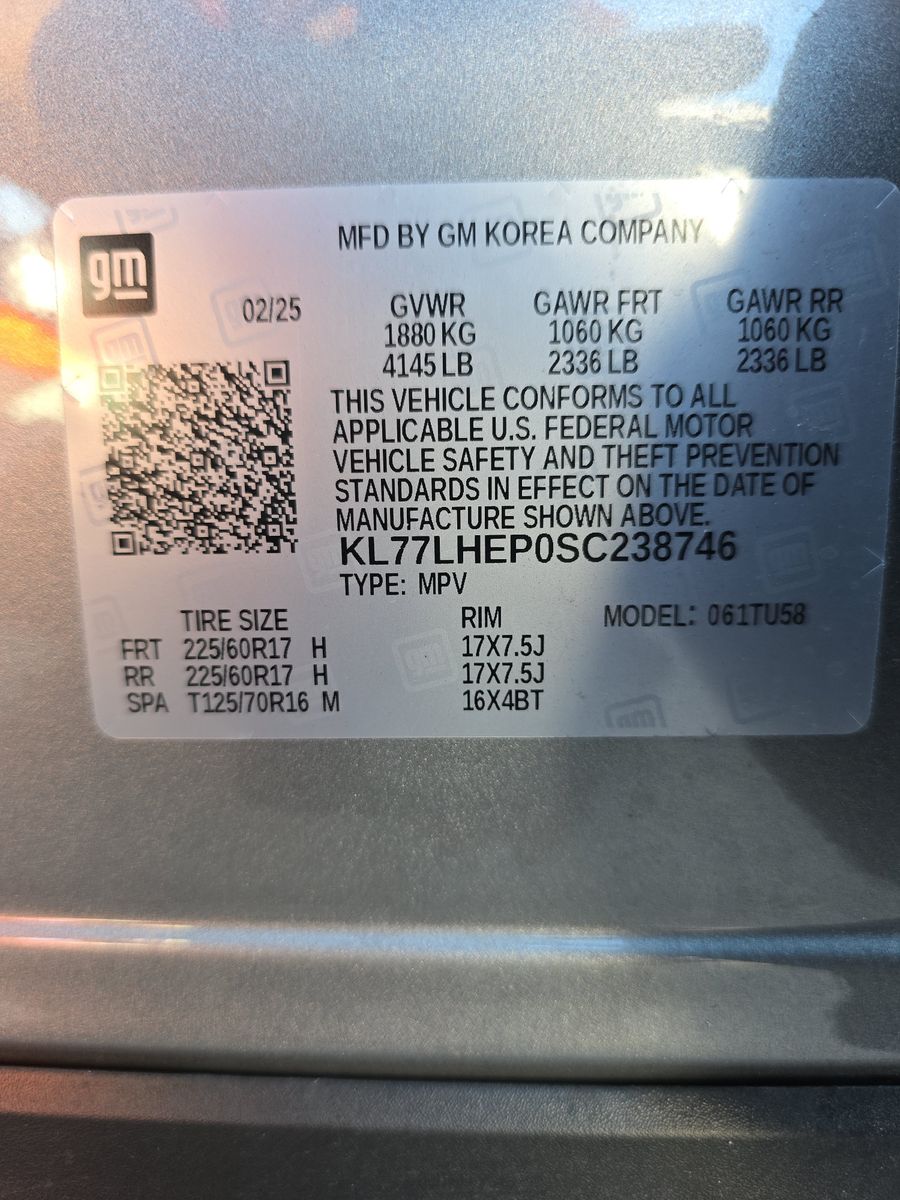 MFD BY GM KOREA COMPANY
gm
02/25 GVWR GAWR FRT GAWR RR
1880 KG 1060 KG 1060 KG
4145 LB 2336 LB 2336 LB
THIS VEHICLE CONFORMS TO ALL
APPLICABLE U.S. FEDERAL MOTOR
VEHICLE SAFETY AND THEFT PREVENTION
STANDARDS IN EFFECT ON THE DATE OF
MANUFACTURE SHOWN ABOVE.
KL77LHEP0SC238746
TYPE: MPV
TIRE SIZE RIM MODEL: 061TU58
FRT 225/60R17 H 17X7.5J
RR 225/60R17 H 17X7.5J
SPA T125/70R16 M 16X4BT